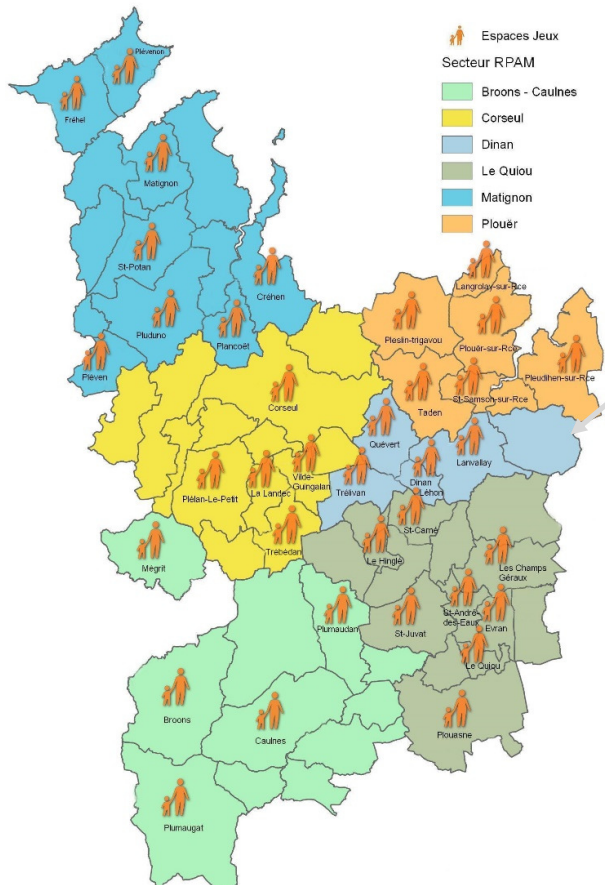 Espaces Jeux
Secteur RPAM
Broons - Caulnes
Corseul
Dinan
Le Quiou
Matignon
Plouër
Plévenon
Fréhel
Matignon
St-Potan
Créhen
Pluduno
Plancoët
Pléven
Langrolay-sur-Rce
Pleslin-trigavou
Plouër-sur-Rce
Pleudihen-sur-Rce
Taden
St-Samson-sur-Rce
Corseul
Quévert
Lanvallay
Vildé-
Guingalan
Plélan-Le-Petit
La Landec
Trélivan
Dinan
Léhon
St-Carné
Trébédan
Le Hinglé
Mégrit
Les Champs
Géraux
St-André-
des-Eaux
Evran
Plumaudan
St-Juvat
Le Quiou
Broons
Caulnes
Plouasne
Plumaugat